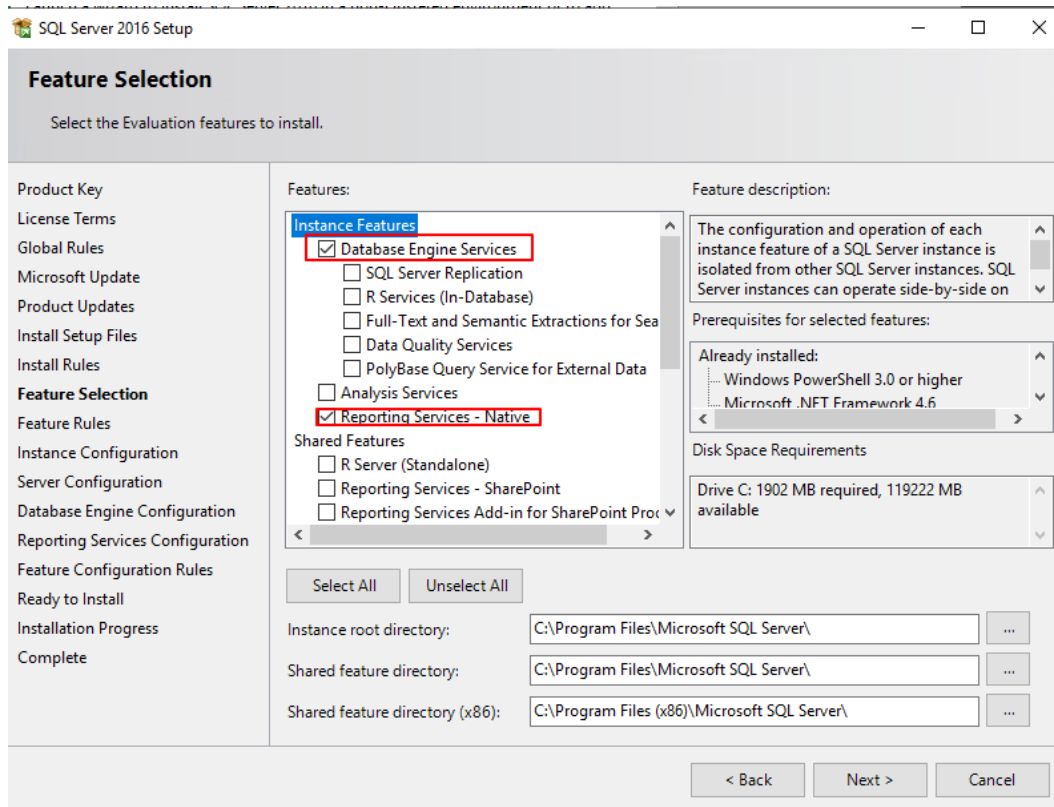 SQL Server 2016 Setup
Feature Selection
Select the Evaluation features to install.
Product Key
License Terms
Global Rules
Microsoft Update
Product Updates
Install Setup Files
Install Rules
Feature Selection
Feature Rules
Instance Configuration
Server Configuration
Database Engine Configuration
Reporting Services Configuration
Feature Configuration Rules
Ready to Install
Installation Progress
Complete
Features:
Instance Features
Database Engine Services
SQL Server Replication
R Services (In-Database)
Full-Text and Semantic Extractions for Sea
Data Quality Services
PolyBase Query Service for External Data
Analysis Services
Reporting Services - Native
Shared Features
R Server (Standalone)
Reporting Services - SharePoint
Reporting Services Add-in for SharePoint Proc
Feature description:
The configuration and operation of each
instance feature of a SQL Server instance is
isolated from other SQL Server instances. SQL
Server instances can operate side-by-side on
Prerequisites for selected features:
Already installed:
Windows PowerShell 3.0 or higher
Microsoft .NET Framework 4.6
Disk Space Requirements
Drive C: 1902 MB required, 119222 MB
available
Select All
Unselect All
Instance root directory:
C:\Program Files\Microsoft SQL Server\
...
Shared feature directory:
C:\Program Files\Microsoft SQL Server\
...
Shared feature directory (x86):
C:\Program Files (x86)\Microsoft SQL Server\
...
< Back
Next >
Cancel